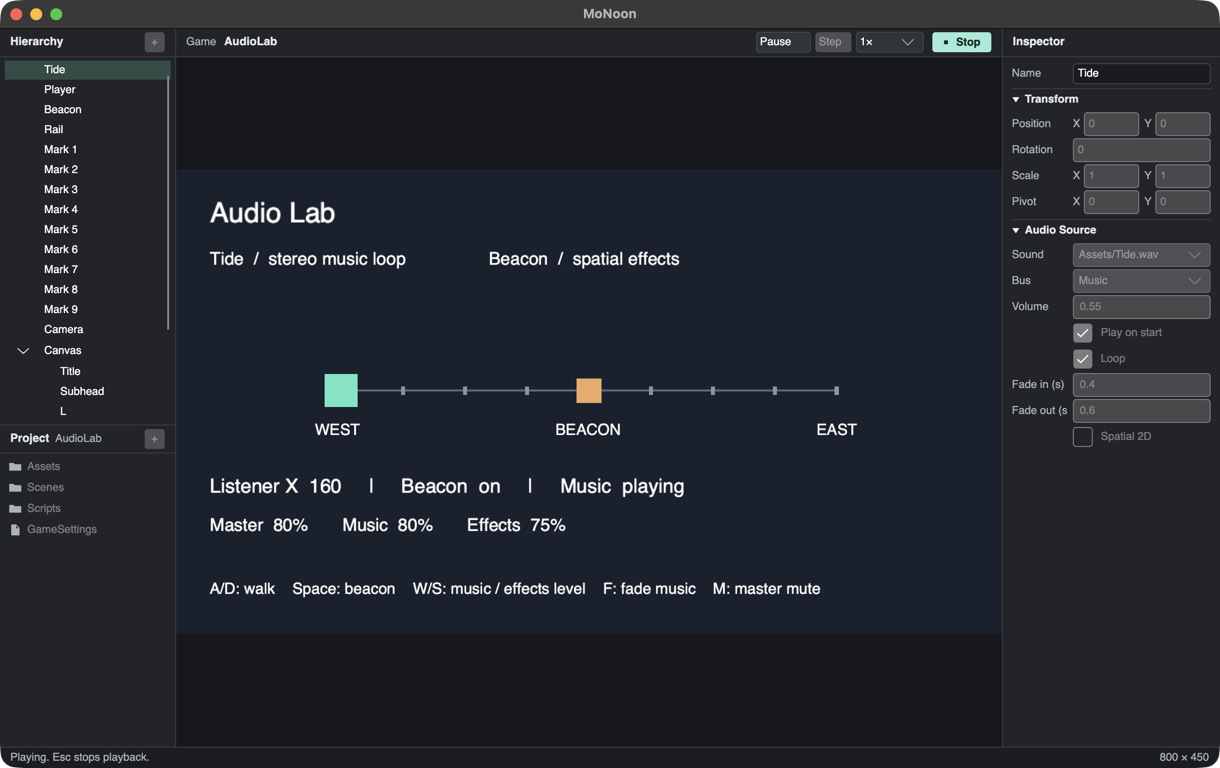 MoNoon
Hierarchy +
Game AudioLab Pause Step 1× Stop
Inspector
Tide
Player
Beacon
Rail
Mark 1
Mark 2
Mark 3
Mark 4
Mark 5
Mark 6
Mark 7
Mark 8
Mark 9
Camera
Canvas
Title
Subhead
L
Project AudioLab +
Assets
Scenes
Scripts
GameSettings
Audio Lab
Tide / stereo music loop Beacon / spatial effects
WEST BEACON EAST
Listener X 160 | Beacon on | Music playing
Master 80% Music 80% Effects 75%
A/D: walk Space: beacon W/S: music / effects level F: fade music M: master mute
Name Tide
Transform
Position X 0 Y 0
Rotation 0
Scale X 1 Y 1
Pivot X 0 Y 0
Audio Source
Sound Assets/Tide.wav
Bus Music
Volume 0.55
Play on start
Loop
Fade in (s) 0.4
Fade out (s 0.6
Spatial 2D
Playing. Esc stops playback. 800 × 450